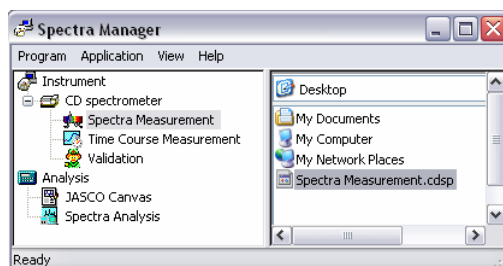 Spectra Manager
Program Application View Help
Instrument
CD spectrometer
Spectra Measurement
Time Course Measurement
Validation
Analysis
JASCO Canvas
Spectra Analysis
Desktop
My Documents
My Computer
My Network Places
Spectra Measurement.cdsp
Ready